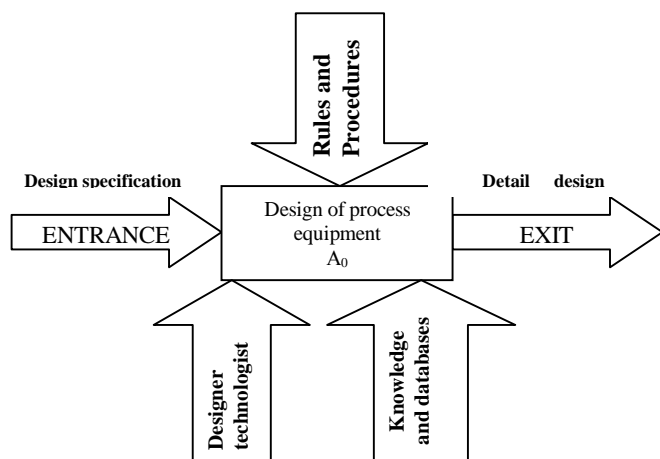 Rules and
Procedures
Design specification
Detail design
ENTRANCE
Design of process
equipment
A₀
EXIT
Designer
technologist
Knowledge
and databases